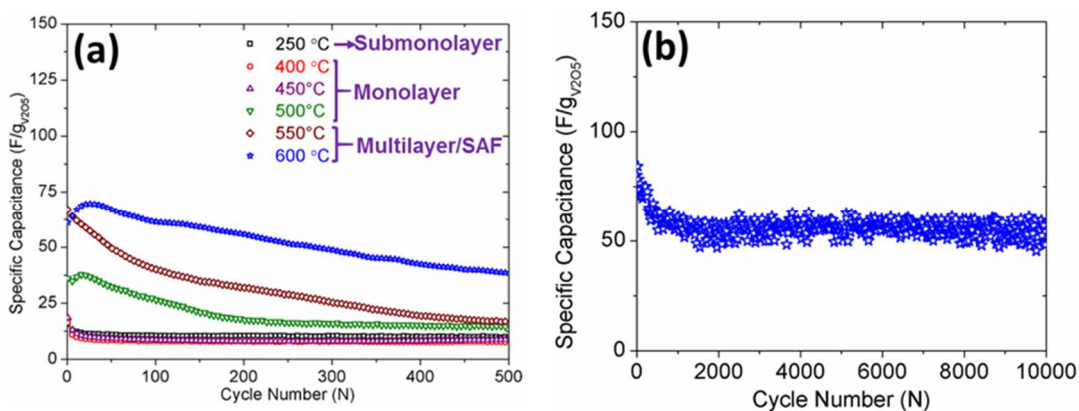 (a)
250 °C
Submonolayer
400 °C
450°C
Monolayer
500°C
550°C
Multilayer/SAF
600 °C
150
125
100
75
50
25
0
Specific Capacitance (F/gV2O5)
0 100 200 300 400 500
Cycle Number (N)
(b)
150
100
50
0
Specific Capacitance (F/gV2O5)
0 2000 4000 6000 8000 10000
Cycle Number (N)